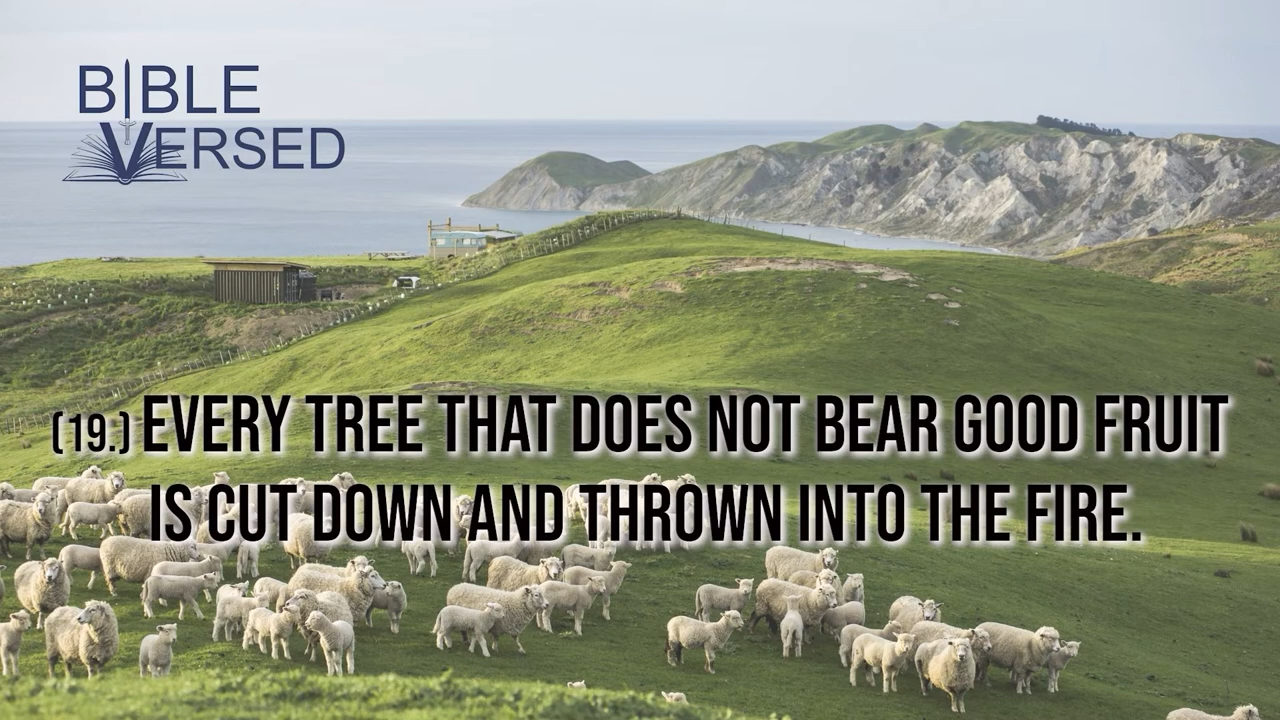 BIBLE
VERSED
(19.) EVERY TREE THAT DOES NOT BEAR GOOD FRUIT
IS CUT DOWN AND THROWN INTO THE FIRE.